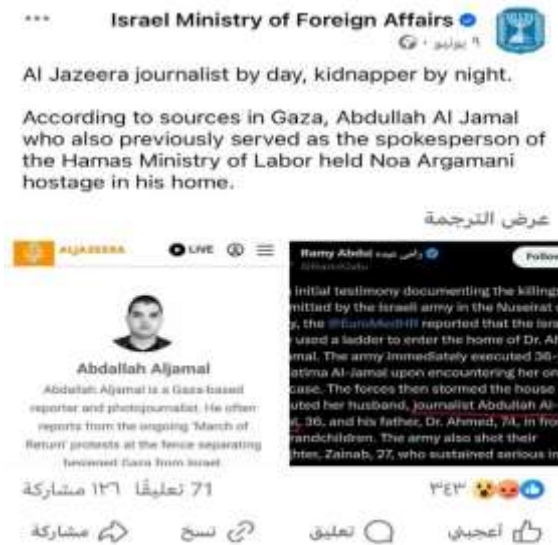 Israel Ministry of Foreign Affairs
٩ يوليو
Al Jazeera journalist by day, kidnapper by night.
According to sources in Gaza, Abdullah Al Jamal
who also previously served as the spokesperson of
the Hamas Ministry of Labor held Noa Argamani
hostage in his home.
عرض الترجمة
ALJAZEERA
LIVE
Abdallah Aljamal
Abdallah Aljamal is a Gaza-based
reporter and photojournalist. He often
reports from the ongoing 'March of
Return' protests at the fence separating
besieged Gaza from Israel
Ramy Abdu رامي عبده
Follow
initial testimony documenting the killings
mitted by the Israeli army in the Nuseirat
the @EuroMedHR reported that the
used a ladder to enter the home of Dr. Ah
mal. The army immediately executed 36
atima Al-Jamal upon encountering her on
case. The forces then stormed the house
uted her husband, journalist Abdullah Al-
36, and his father, Dr. Ahmed, 74, in fro
randchildren. The army also shot their
hter, Zainab, 27, who sustained serious in
٣٤٣
71 تعليقًا ١٢٦ مشاركة
أعجبني
تعليق
نسخ
مشاركة